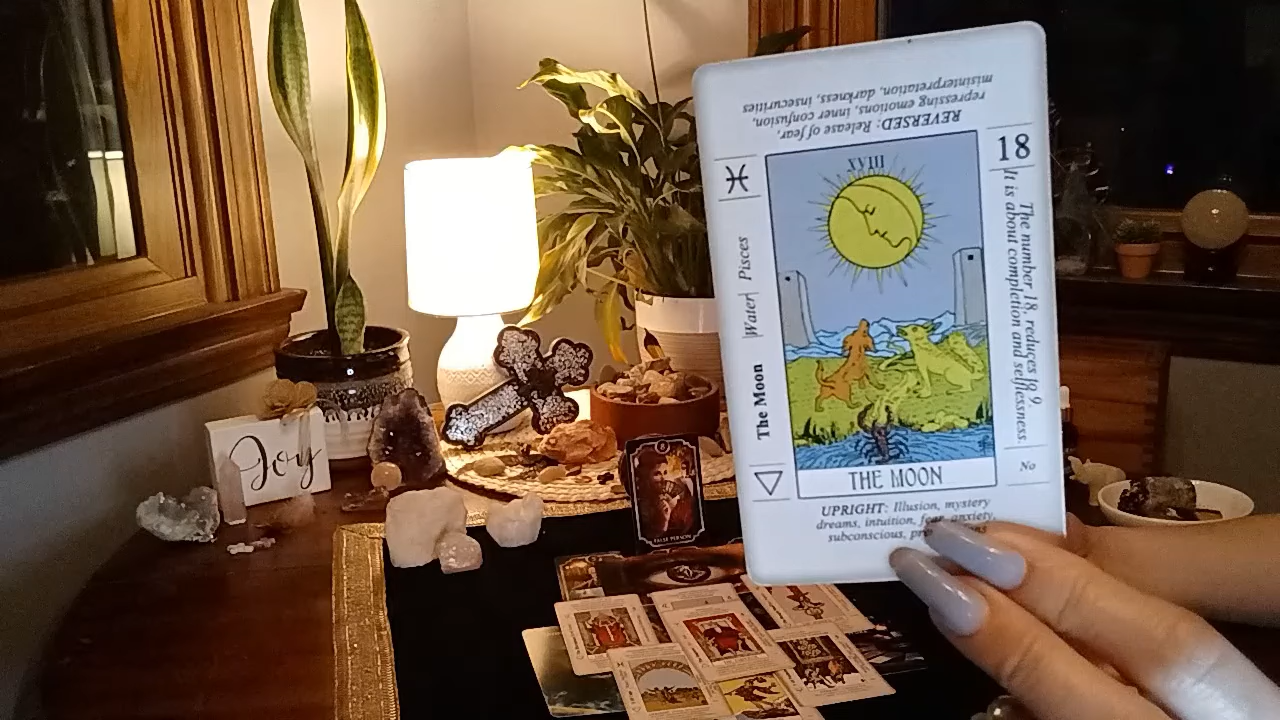 REVERSED: Release of fear,
repressing emotions, inner confusion,
misinterpretation, darkness, insecurities
XVIII
18
The number 18, reduces to 9
It is about completion and selflessness.
No
Pisces
Water
The Moon
THE MOON
UPRIGHT: Illusion, mystery
dreams, intuition, fear, anxiety,
subconscious,
Joy
FALSE PERSON